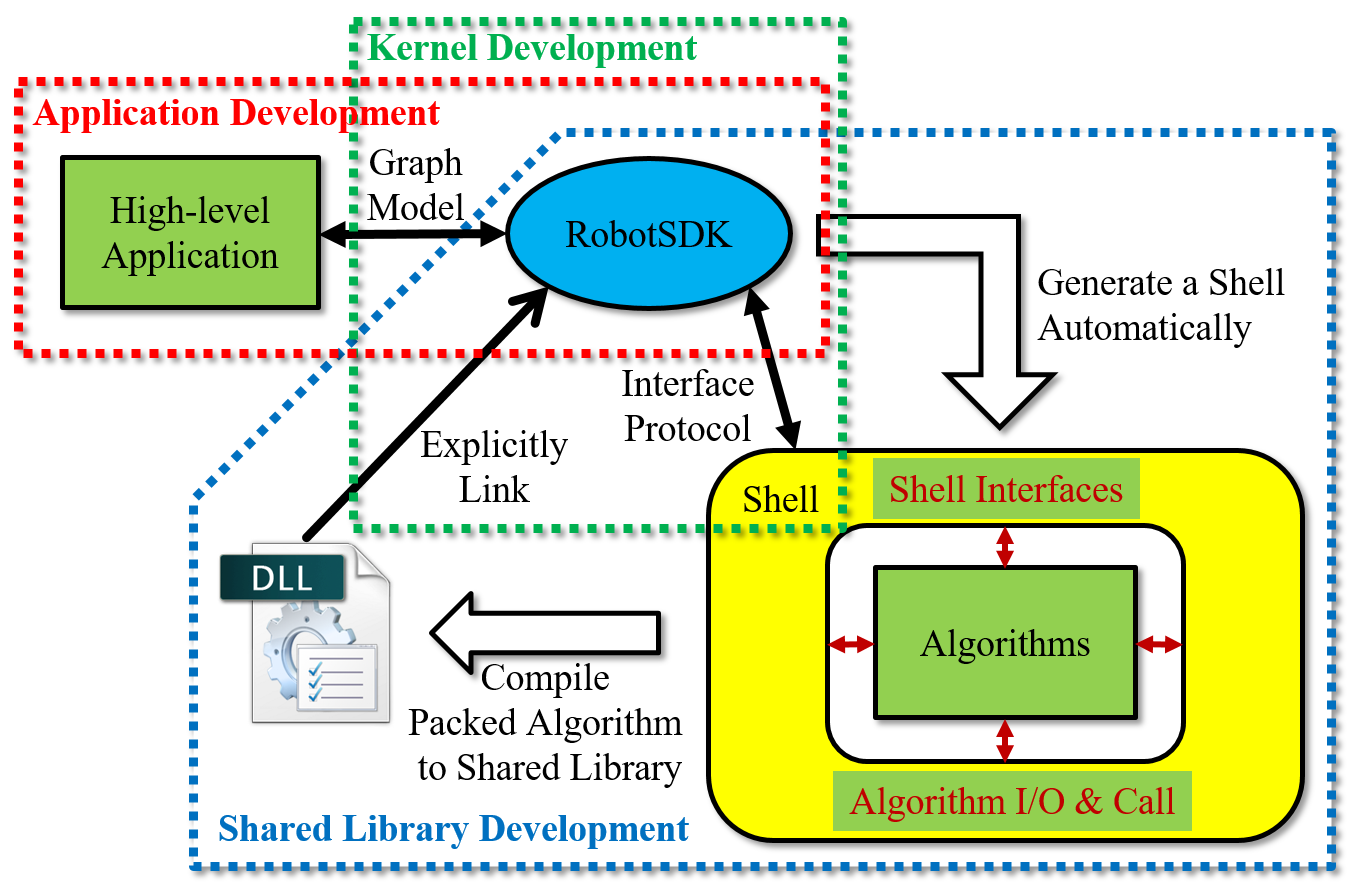 Kernel Development
Application Development
Graph
Model
High-level
Application
RobotSDK
Generate a Shell
Automatically
Interface
Protocol
Explicitly
Link
Shell
Shell Interfaces
DLL
Algorithms
Compile
Packed Algorithm
to Shared Library
Algorithm I/O & Call
Shared Library Development